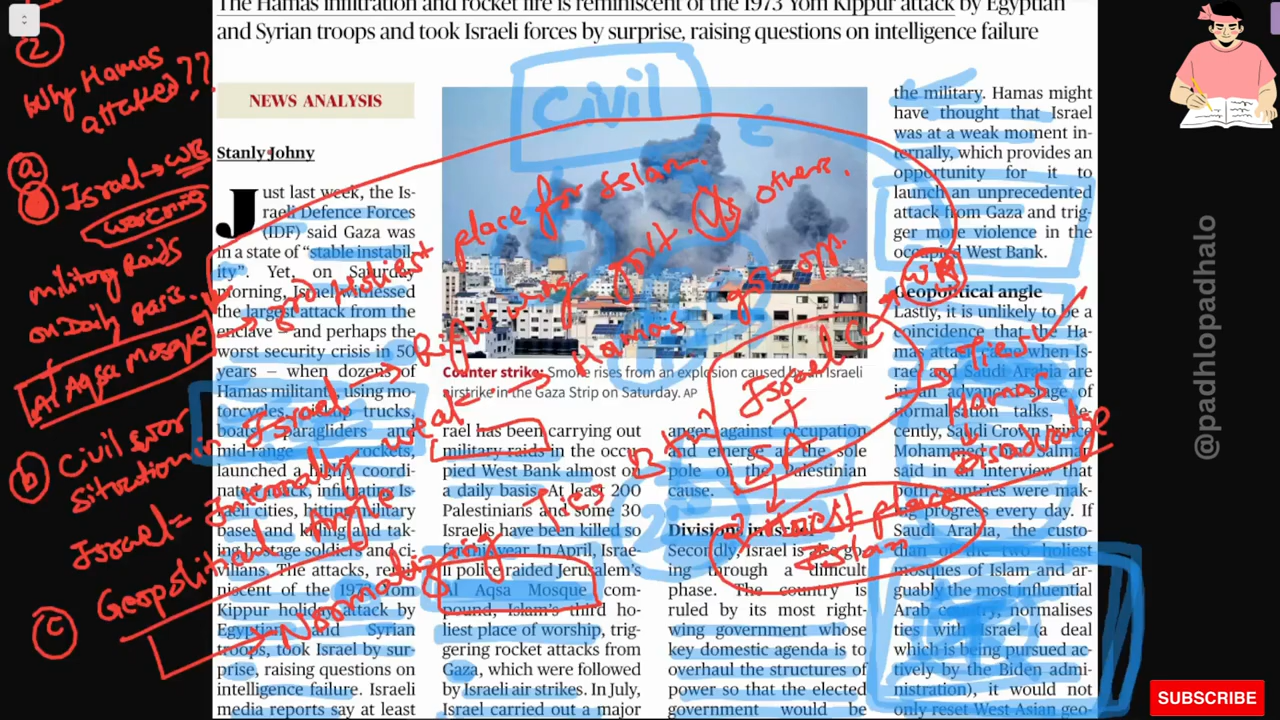 The Hamas infiltration and rocket fire is reminiscent of the 1973 Yom Kippur attack by Egyptian
and Syrian troops and took Israeli forces by surprise, raising questions on intelligence failure
NEWS ANALYSIS
Stanly Johny
Just last week, the Is-
raeli Defence Forces
(IDF) said Gaza was
in a state of "stable instabil-
ity". Yet, on Saturday
morning, Israel witnessed
the largest attack from the
enclave — and perhaps the
worst security crisis in 50
years — when dozens of
Hamas militants, using mo-
torcycles, trucks,
boats, paragliders and
mid-range rockets,
launched a highly coordi-
attack, infiltrating Is-
raeli cities, hitting military
bases and killing and tak-
ing hostage soldiers and ci-
vilians. The attacks, remi-
niscent of the 1973 Yom
Kippur holiday attack by
Egyptian and Syrian
troops, took Israel by sur-
prise, raising questions on
intelligence failure. Israeli
media reports say at least
Counter strike: Smoke rises from an explosion caused by an Israeli
airstrike in the Gaza Strip on Saturday. AP
rael has been carrying out
military raids in the occu-
pied West Bank almost on
a daily basis. At least 200
Palestinians and some 30
Israelis have been killed so
far this year. In April, Israe-
li police raided Jerusalem's
Al Aqsa Mosque com-
pound, Islam's third ho-
liest place of worship, trig-
gering rocket attacks from
Gaza, which were followed
by Israeli air strikes. In July,
Israel carried out a major
anger against occupation
and emerge as the sole
pole of the Palestinian
cause.
Divisions in Israel
Secondly, Israel is also go-
ing through a difficult
phase. The country is
ruled by its most right-
wing government whose
key domestic agenda is to
overhaul the structures of
power so that the elected
government would be
the military. Hamas might
have thought that Israel
was at a weak moment in-
ternally, which provides an
opportunity for it to
launch an unprecedented
attack from Gaza and trig-
ger more violence in the
occupied West Bank.
Geopolitical angle
Lastly, it is unlikely to be a
coincidence that the Ha-
mas attack came when Is-
rael and Saudi Arabia are
in an advanced stage of
normalisation talks. Re-
cently, Saudi Crown Prince
Mohammed bin Salman
said in an interview that
both countries were mak-
ing progress every day. If
Saudi Arabia, the custo-
dian of the two holiest
mosques of Islam and ar-
guably the most influential
Arab country, normalises
ties with Israel (a deal
which is being pursued ac-
tively by the Biden admi-
nistration), it would not
only reset West Asian geo-
②
Why Hamas
attacked??
ⓐ
Israel → WB
military Raids
on Daily basis.
Al Aqsa Mosque
→ 3rd holiest place for Islam.
ⓑ Civil war
situation in Israel → Right wing govt. Vs others.
Israel = Internally weak → Hamas got opp.
ⓒ Geopolitical Angle
→ Normalizing Ties B/w
Israel
+
SA
2 holiest place
Islam
WB
Civil
@padhlopadhalo
SUBSCRIBE